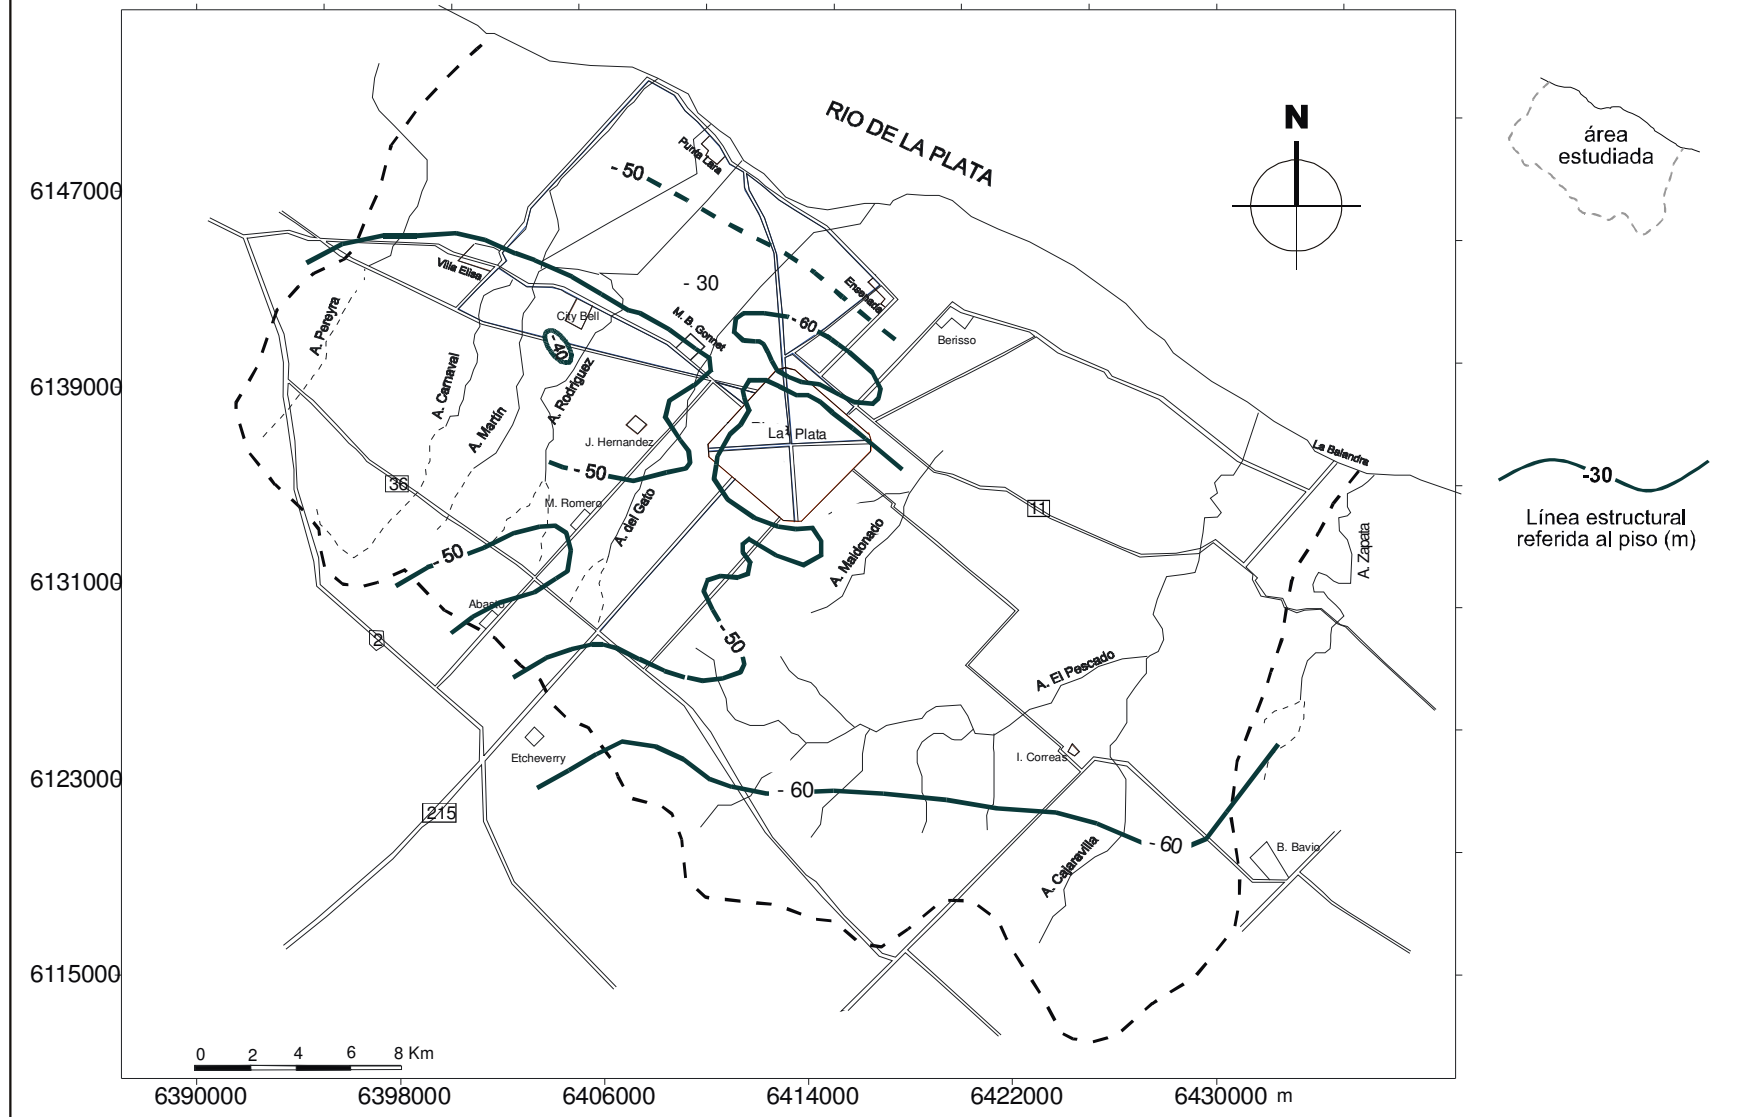 RIO DE LA PLATA
N
área
estudiada
Punta Lara
- 50
6147000
Villa Elisa
- 30
Ensenada
A. Pereyra
City Bell
M. B. Gonnet
- 60
Berisso
- 40
6139000
A. Carnaval
A. Martín
A. Rodríguez
J. Hernandez
La Plata
La Balandra
- 50
36
M. Romero
A. del Gato
11
-30
Línea estructural
referida al piso (m)
A. Maldonado
A. Zapata
- 50
6131000
Abasto
2
- 50
A. El Pescado
Etcheverry
I. Correas
6123000
- 60
215
- 60
B. Bavio
A. Cajaravilla
6115000
0 2 4 6 8 Km
6390000 6398000 6406000 6414000 6422000 6430000 m